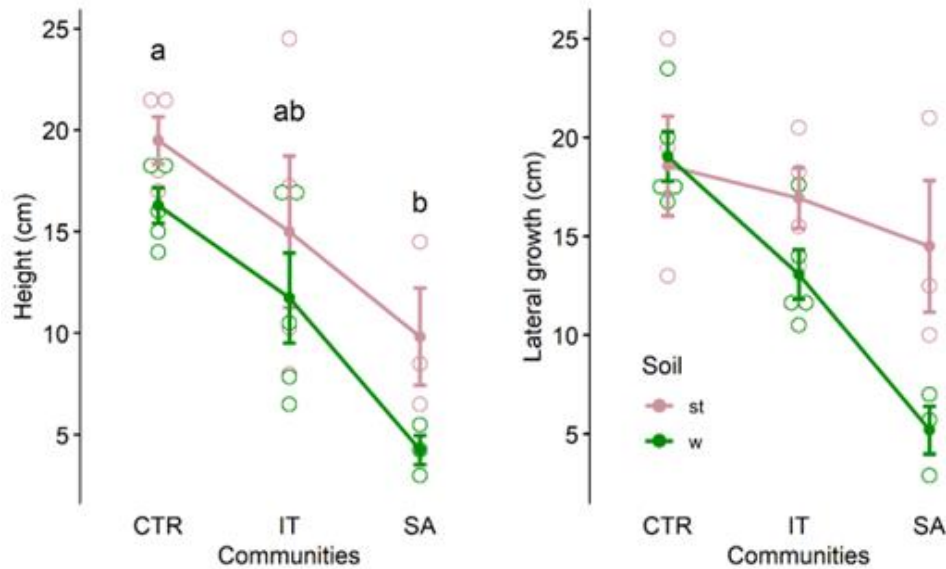 Height (cm)
25
20
15
10
5
a
ab
b
CTR
IT
SA
Communities
Lateral growth (cm)
25
20
15
10
5
Soil
st
w
CTR
IT
SA
Communities